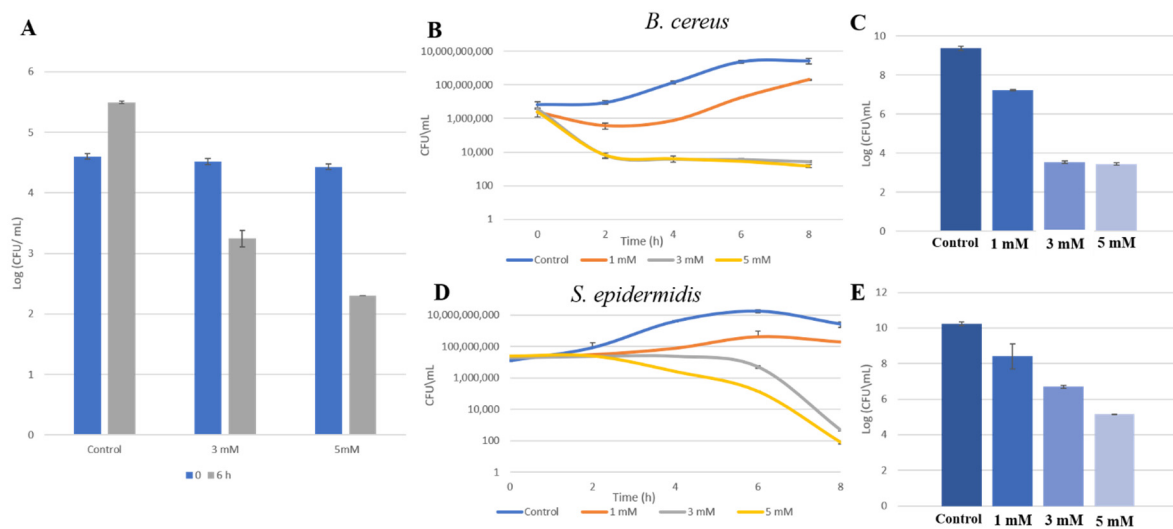 A
6
5
4
3
2
1
0
Log (CFU/ mL)
Control
3 mM
5mM
0
6 h
B
B. cereus
10,000,000,000
100,000,000
1,000,000
10,000
100
1
CFU\mL
0
2
4
6
8
Time (h)
Control
1 mM
3 mM
5 mM
C
10
8
6
4
2
0
Log (CFU\mL)
Control
1 mM
3 mM
5 mM
D
S. epidermidis
10,000,000,000
100,000,000
1,000,000
10,000
100
1
CFU\mL
0
2
4
6
8
Time (h)
Control
1 mM
3 mM
5 mM
E
12
10
8
6
4
2
0
Log (CFU\mL)
Control
1 mM
3 mM
5 mM